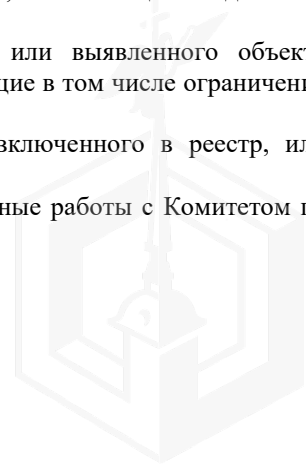 или выявленного объект
щие в том числе ограничени
включенного в реестр, ил
ные работы с Комитетом п